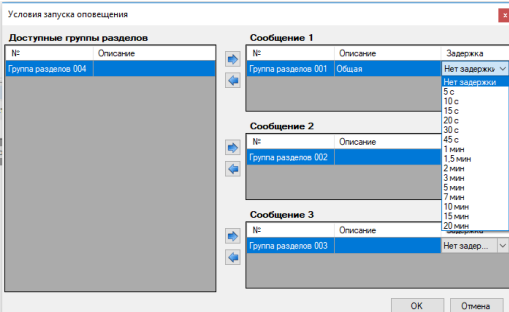 Условия запуска оповещения
x
Доступные группы разделов
№ Описание
Группа разделов 004
Сообщение 1
№ Описание Задержка
Группа разделов 001 Общая Нет задержки
Нет задержки
5 с
10 с
15 с
20 с
30 с
45 с
1 мин
1,5 мин
2 мин
3 мин
5 мин
7 мин
10 мин
15 мин
20 мин
Сообщение 2
№ Описание
Группа разделов 002
Сообщение 3
№ Описание
Группа разделов 003 Нет задер...
OK Отмена